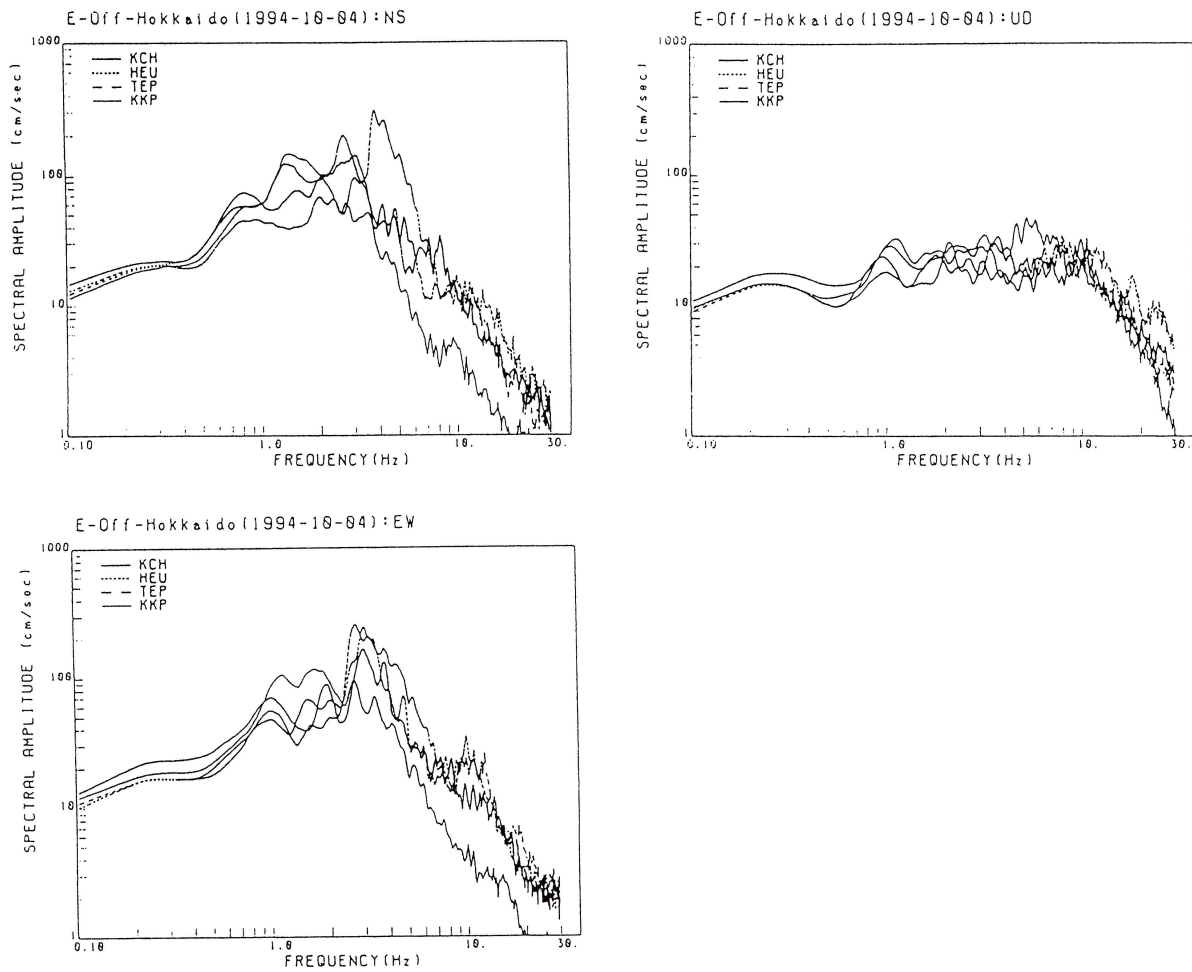 E-Off-Hokkaido(1994-10-04):NS
1000
KCH
HEU
TEP
KKP
100
10
1
SPECTRAL AMPLITUDE (cm/sec)
0.10
1.0
10.
30.
FREQUENCY(Hz)
E-Off-Hokkaido(1994-10-04):UD
1000
KCH
HEU
TEP
KKP
100
10
1
SPECTRAL AMPLITUDE (cm/sec)
0.10
1.0
10.
30.
FREQUENCY(Hz)
E-Off-Hokkaido(1994-10-04):EW
1000
KCH
HEU
TEP
KKP
100
10
1
SPECTRAL AMPLITUDE (cm/sec)
0.10
1.0
10.
30.
FREQUENCY(Hz)